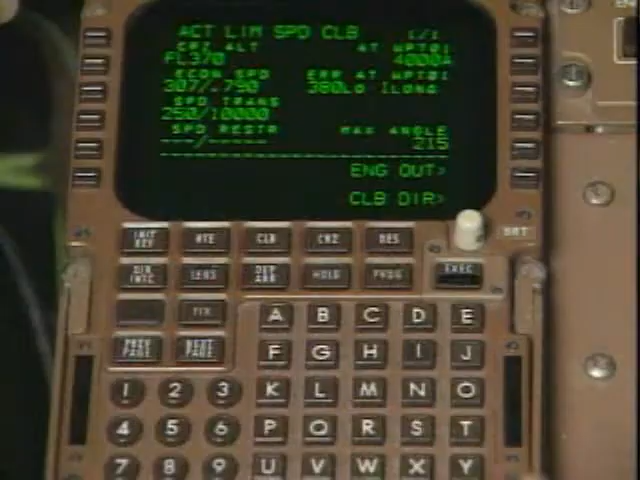 ACT LIM SPD CLB 1/1
CRZ ALT AT WPT01
FL370 4000A
ECON SPD ERR AT WPT01
307/.790 380LO 1LONG
SPD TRANS
250/10000
SPD RESTR MAX ANGLE
---/----- 215
ENG OUT>
CLB DIR>
INIT REF RTE CLB CRZ DES
BRT
DIR INTC LEGS DEP ARR HOLD PROG EXEC
FIX
PREV PAGE NEXT PAGE
A B C D E
F G H I J
1 2 3 K L M N O
4 5 6 P Q R S T
7 8 9 U V W X Y